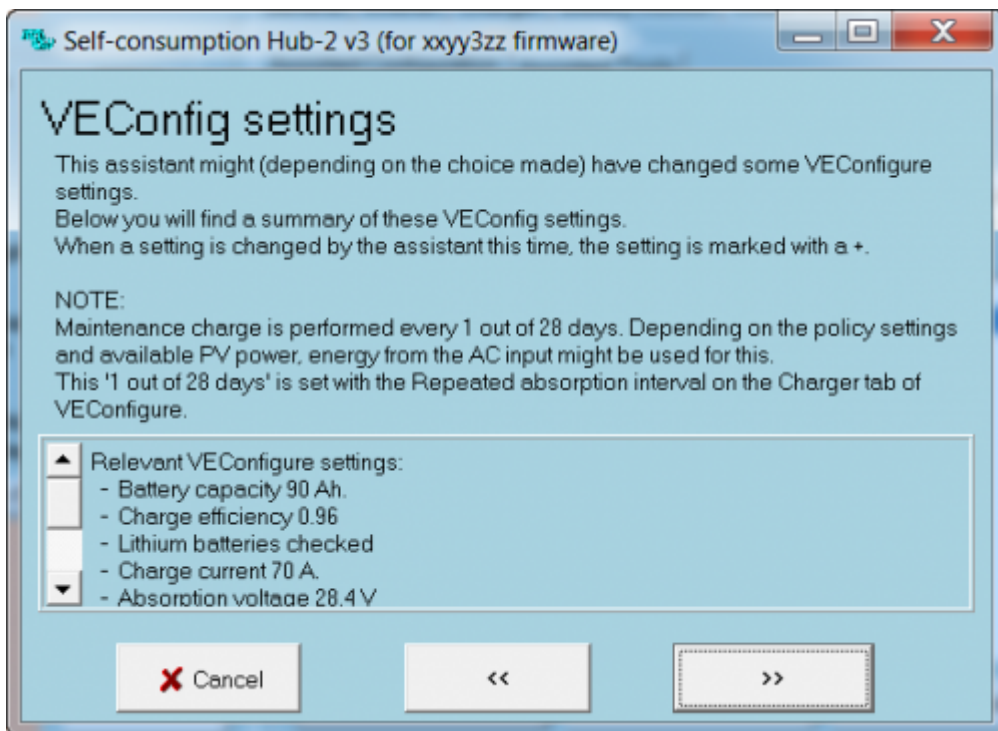 Self-consumption Hub-2 v3 (for xxyy3zz firmware)
VEConfig settings
This assistant might (depending on the choice made) have changed some VEConfigure
settings.
Below you will find a summary of these VEConfig settings.
When a setting is changed by the assistant this time, the setting is marked with a +.
NOTE:
Maintenance charge is performed every 1 out of 28 days. Depending on the policy settings
and available PV power, energy from the AC input might be used for this.
This '1 out of 28 days' is set with the Repeated absorption interval on the Charger tab of
VEConfigure.
Relevant VEConfigure settings:
- Battery capacity 90 Ah.
- Charge efficiency 0.96
- Lithium batteries checked
- Charge current 70 A.
- Absorption voltage 28.4 V
Cancel
<<
>>